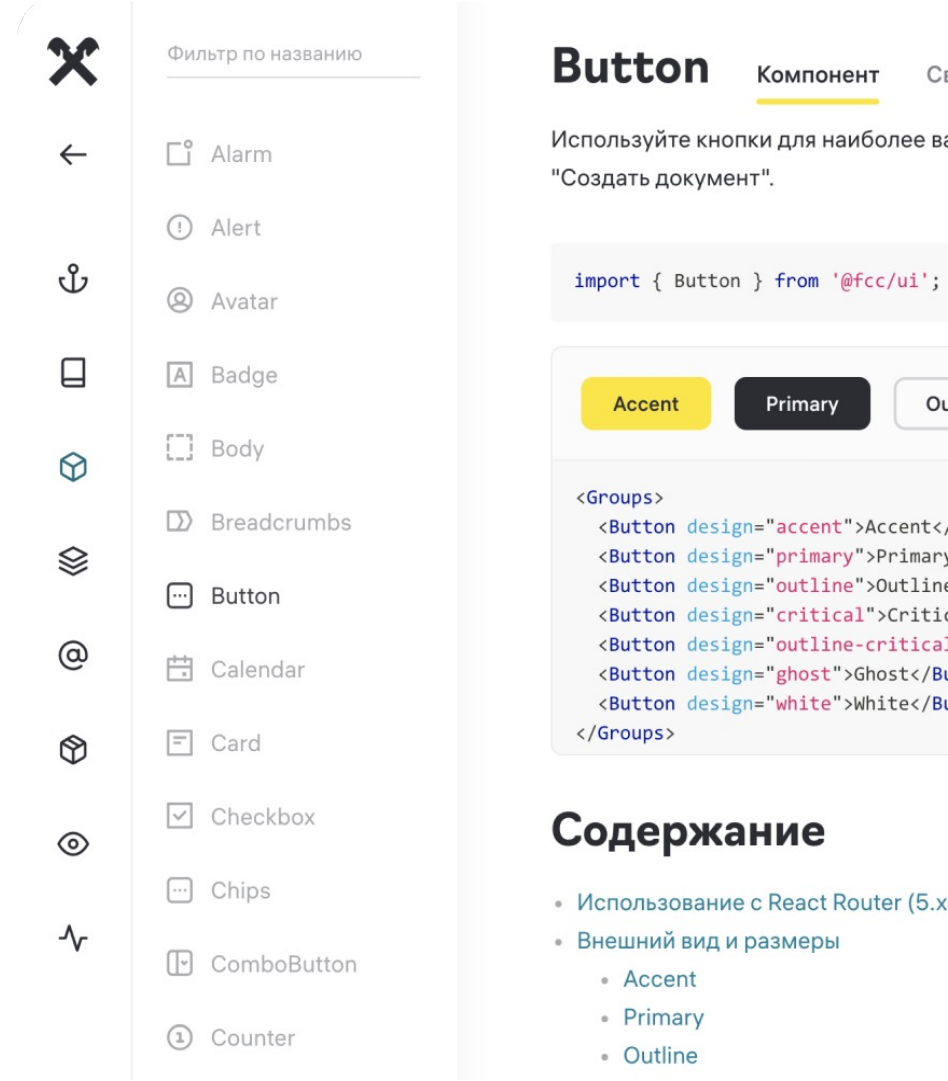 Фильтр по названию
Alarm
Alert
Avatar
Badge
Body
Breadcrumbs
Button
Calendar
Card
Checkbox
Chips
ComboButton
Counter
Button
Компонент
Используйте кнопки для наиболее
"Создать документ".
import { Button } from '@fcc/ui';
Accent
Primary
<Groups>
<Button design="accent">Accent</
<Button design="primary">Primary
<Button design="outline">Outline
<Button design="critical">Critic
<Button design="outline-critical
<Button design="ghost">Ghost</Bu
<Button design="white">White</Bu
</Groups>
Содержание
Использование с React Router (5.x
Внешний вид и размеры
Accent
Primary
Outline